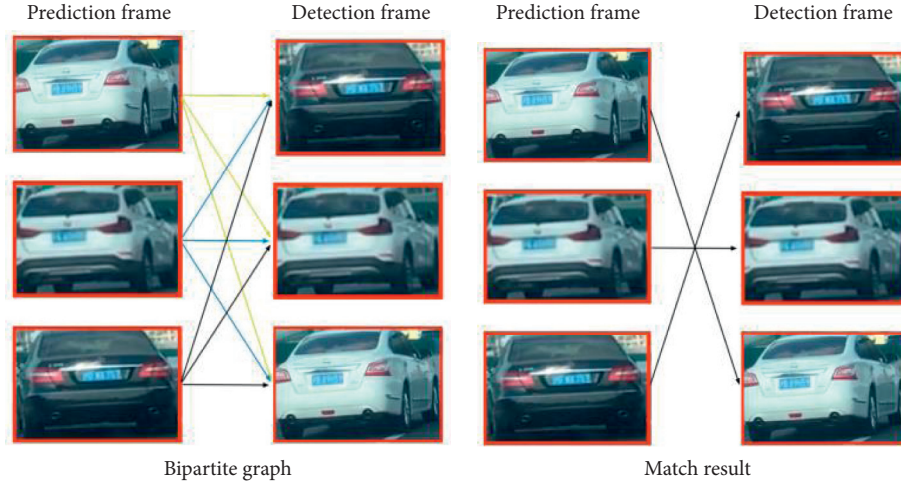 Prediction frame
Detection frame
Prediction frame
Detection frame
Bipartite graph
Match result